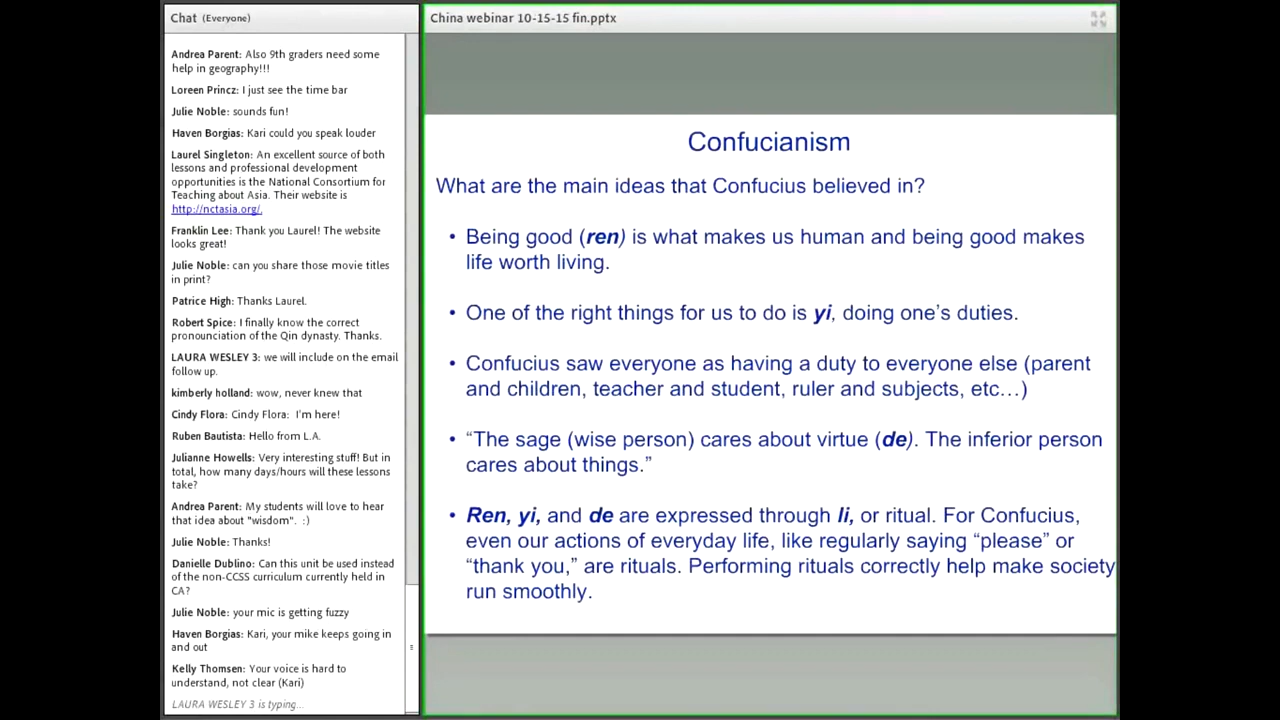 Chat (Everyone)
Andrea Parent: Also 9th graders need some
help in geography!!!
Loreen Princz: I just see the time bar
Julie Noble: sounds fun!
Haven Borgias: Kari could you speak louder
Laurel Singleton: An excellent source of both
lessons and professional development
opportunities is the National Consortium for
Teaching about Asia. Their website is
http://nctasia.org/.
Franklin Lee: Thank you Laurel! The website
looks great!
Julie Noble: can you share those movie titles
in print?
Patrice High: Thanks Laurel.
Robert Spice: I finally know the correct
pronounciation of the Qin dynasty. Thanks.
LAURA WESLEY 3: we will include on the email
follow up.
kimberly holland: wow, never knew that
Cindy Flora: Cindy Flora: I'm here!
Ruben Bautista: Hello from L.A.
Julianne Howells: Very interesting stuff! But in
total, how many days/hours will these lessons
take?
Andrea Parent: My students will love to hear
that idea about "wisdom". :)
Julie Noble: Thanks!
Danielle Dublino: Can this unit be used instead
of the non-CCSS curriculum currently held in
CA?
Julie Noble: your mic is getting fuzzy
Haven Borgias: Kari, your mike keeps going in
and out
Kelly Thomsen: Your voice is hard to
understand, not clear (Kari)
LAURA WESLEY 3 is typing...
China webinar 10-15-15 fin.pptx
Confucianism
What are the main ideas that Confucius believed in?
• Being good (ren) is what makes us human and being good makes
life worth living.
• One of the right things for us to do is yi, doing one’s duties.
• Confucius saw everyone as having a duty to everyone else (parent
and children, teacher and student, ruler and subjects, etc…)
• “The sage (wise person) cares about virtue (de). The inferior person
cares about things.”
• Ren, yi, and de are expressed through li, or ritual. For Confucius,
even our actions of everyday life, like regularly saying “please” or
“thank you,” are rituals. Performing rituals correctly help make society
run smoothly.